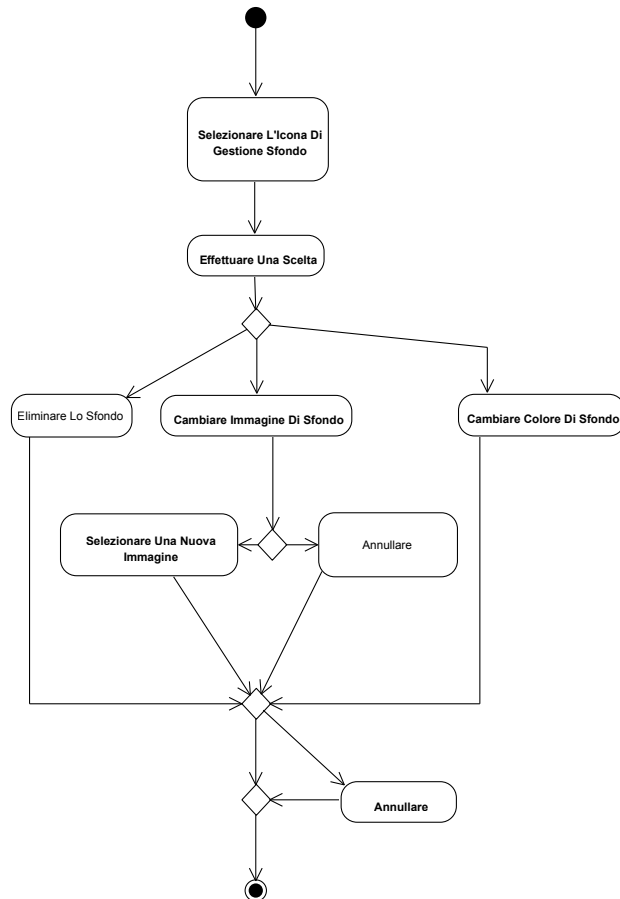 Selezionare L'Icona Di
Gestione Sfondo
Effettuare Una Scelta
Eliminare Lo Sfondo
Cambiare Immagine Di Sfondo
Cambiare Colore Di Sfondo
Selezionare Una Nuova
Immagine
Annullare
Annullare